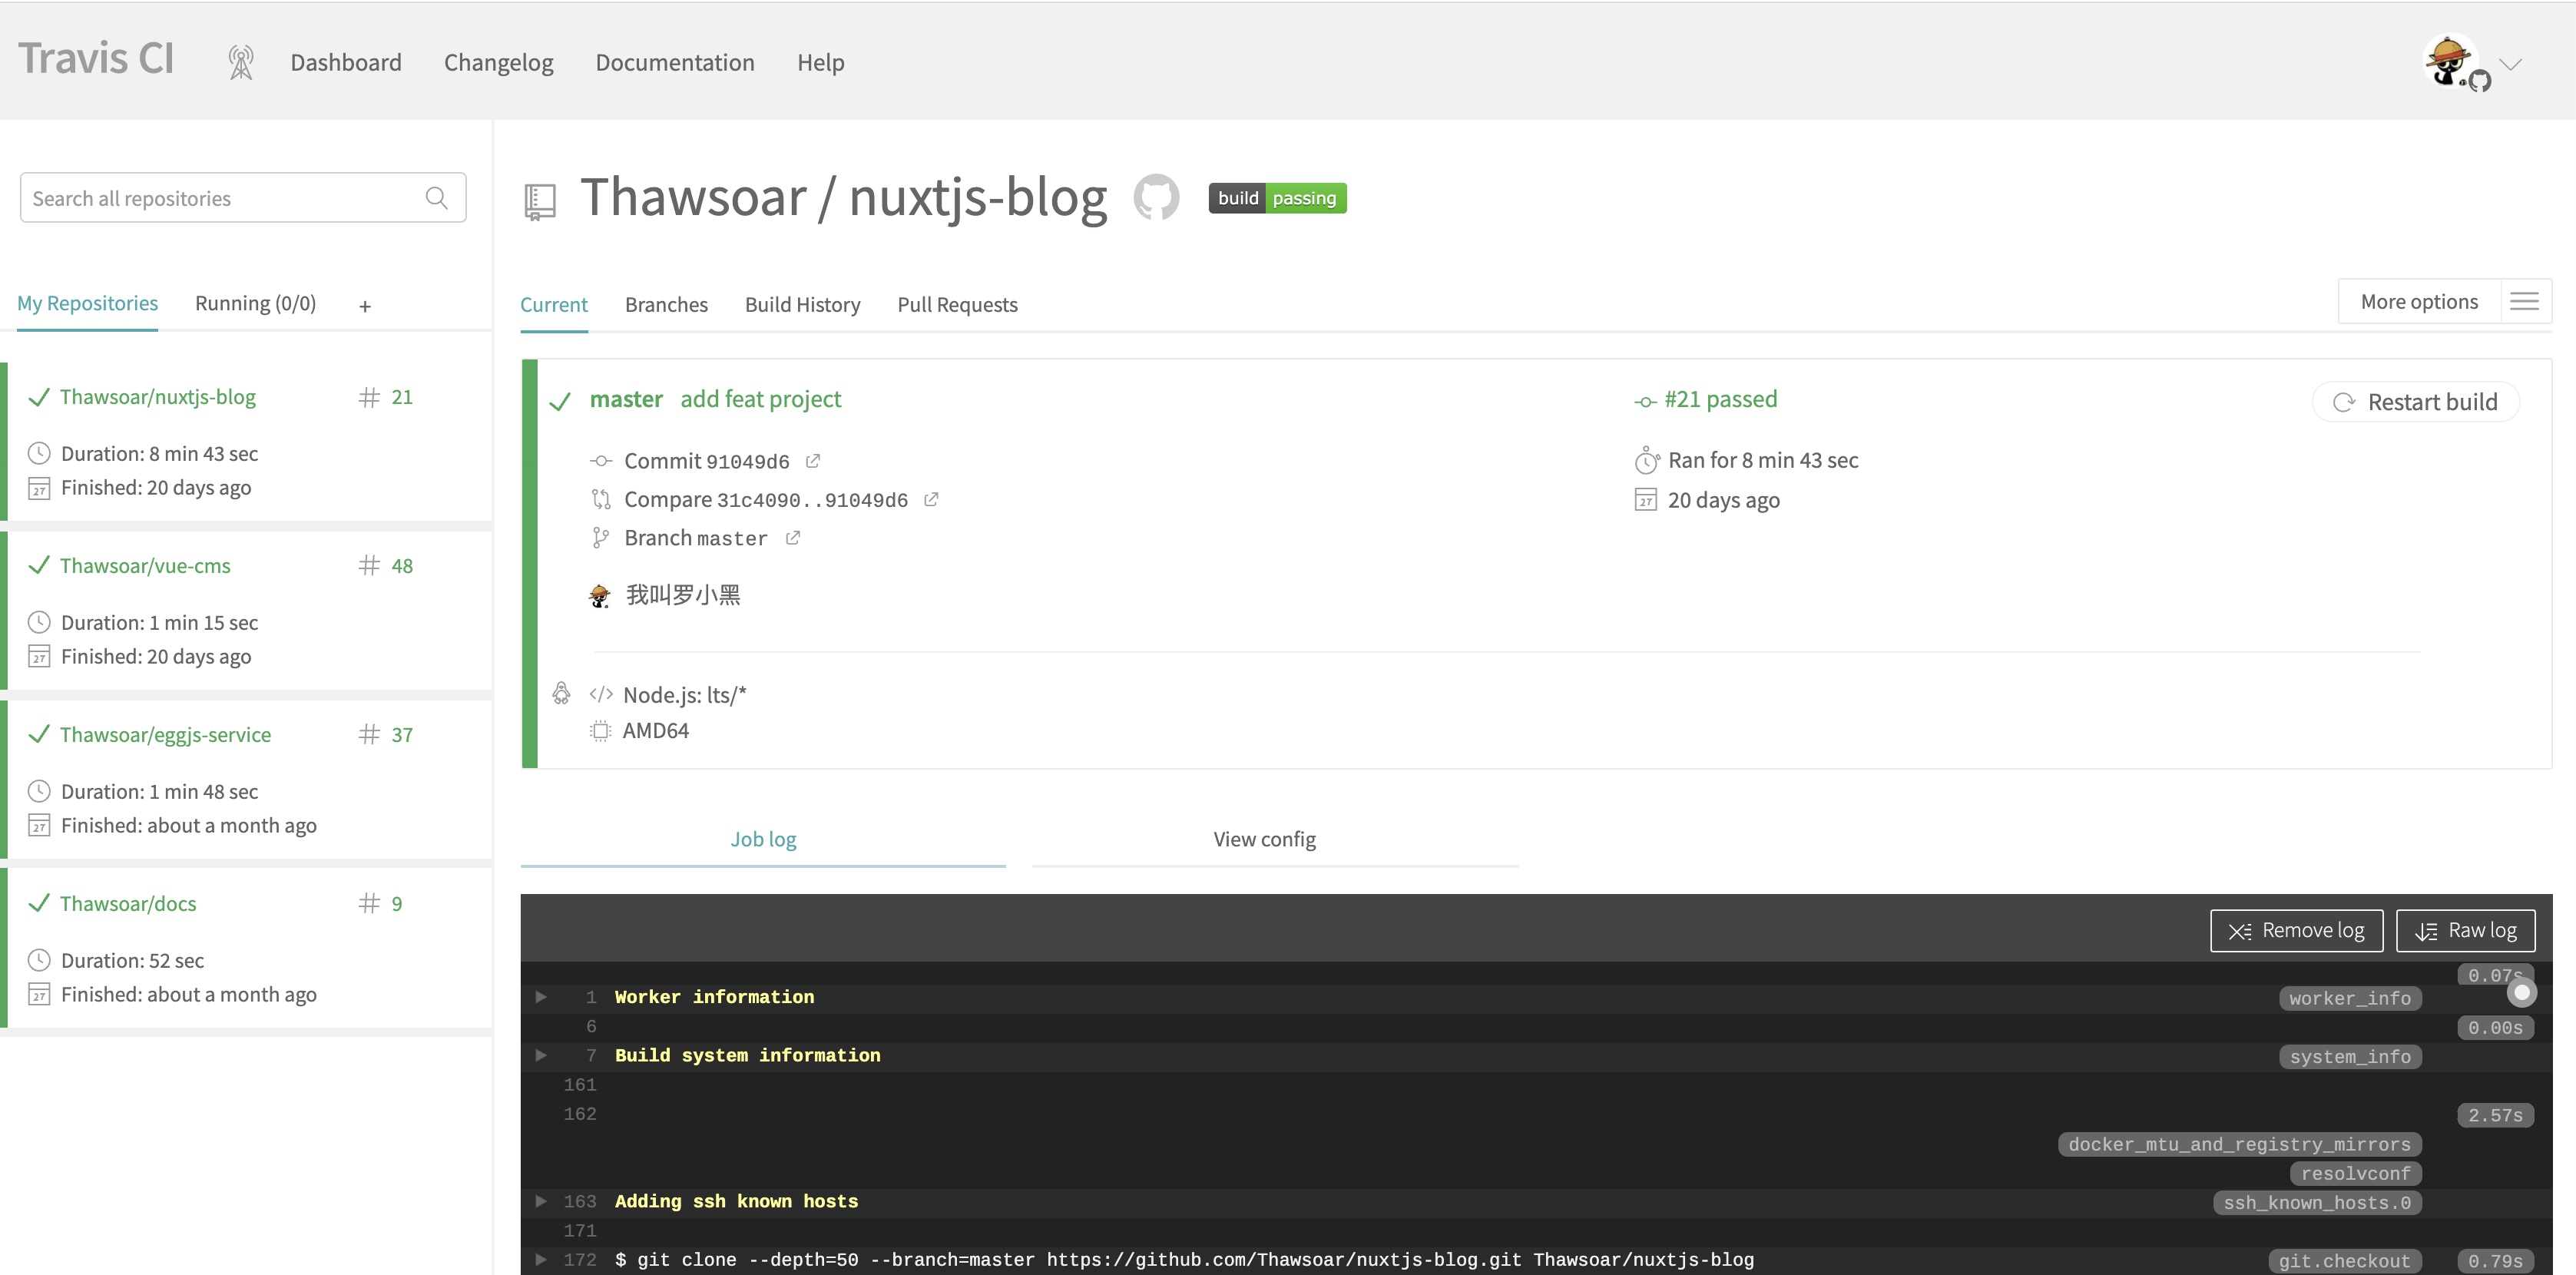 Travis CI
Dashboard
Changelog
Documentation
Help
Search all repositories
My Repositories
Running (0/0)
+
Thawsoar/nuxtjs-blog
# 21
Duration: 8 min 43 sec
27 Finished: 20 days ago
Thawsoar/vue-cms
# 48
Duration: 1 min 15 sec
27 Finished: 20 days ago
Thawsoar/eggjs-service
# 37
Duration: 1 min 48 sec
27 Finished: about a month ago
Thawsoar/docs
# 9
Duration: 52 sec
27 Finished: about a month ago
Thawsoar / nuxtjs-blog
build passing
Current
Branches
Build History
Pull Requests
More options
master add feat project
Commit 91049d6
Compare 31c4090..91049d6
Branch master
我叫罗小黑
#21 passed
Ran for 8 min 43 sec
27 20 days ago
Restart build
</> Node.js: lts/*
AMD64
Job log
View config
Remove log
Raw log
0.07s
1 Worker information worker_info
6 0.00s
7 Build system information system_info
161
162 2.57s
docker_mtu_and_registry_mirrors
resolvconf
163 Adding ssh known hosts ssh_known_hosts.0
171
172 $ git clone --depth=50 --branch=master https://github.com/Thawsoar/nuxtjs-blog.git Thawsoar/nuxtjs-blog git.checkout 0.79s